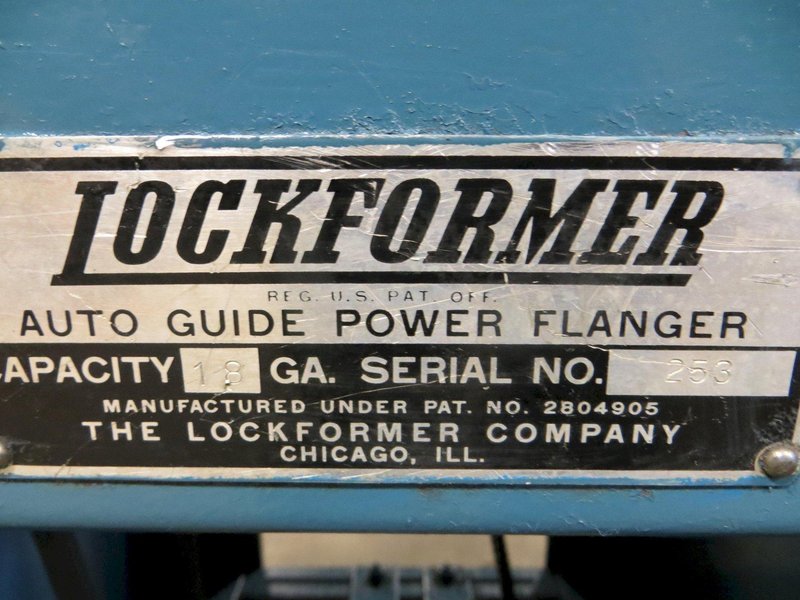 LOCKFORMER
REG. U.S. PAT. OFF.
AUTO GUIDE POWER FLANGER
CAPACITY 18 GA. SERIAL NO. 253
MANUFACTURED UNDER PAT. NO. 2804905
THE LOCKFORMER COMPANY
CHICAGO, ILL.